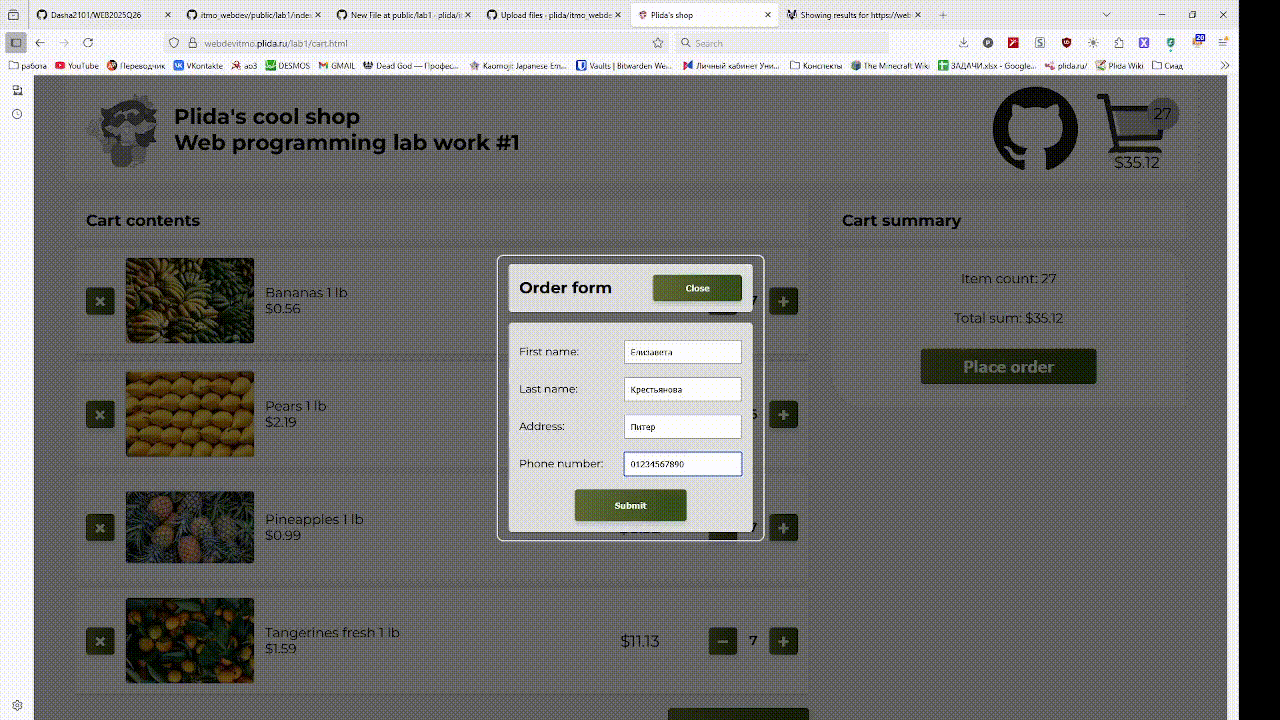 Dasha2101/WEB2025Q26
itmo_webdev/public/lab1/index
New file at public/lab1 - plida/it
Upload files - plida/itmo_webde
Plida's shop
Showing results for https://web
webdevitmo.plida.ru/lab1/cart.html
Search
20
работа
YouTube
Переводчик
VKontakte
ao3
DESMOS
GMAIL
Dead God — Професс...
Kaomoji: Japanese Em...
Vaults | Bitwarden We...
Личный кабинет Уни...
Конспекты
The Minecraft Wiki
ЗАДАЧИ.xlsx - Google...
plida.ru/
Plida Wiki
Сиад
Plida's cool shop
Web programming lab work #1
27
$35.12
Cart contents
Cart summary
Bananas 1 lb
$0.56
Pears 1 lb
$2.19
Pineapples 1 lb
$0.99
Tangerines fresh 1 lb
$1.59
$11.13
7
Item count: 27
Total sum: $35.12
Place order
Order form
Close
First name:
Елизавета
Last name:
Крестьянова
Address:
Питер
Phone number:
01234567890
Submit